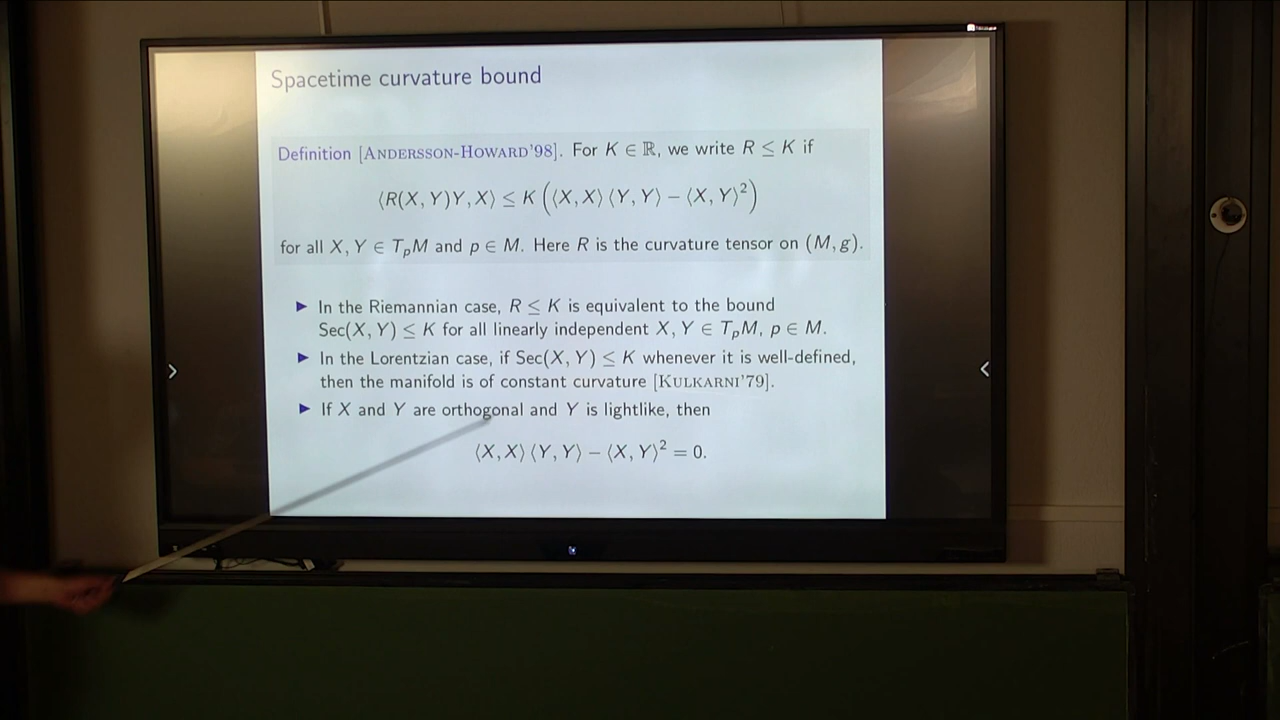 Spacetime curvature bound
Definition [ANDERSSON-HOWARD'98]. For K ∈ ℝ, we write R ≤ K if
⟨R(X, Y)Y, X⟩ ≤ K (⟨X, X⟩ ⟨Y, Y⟩ − ⟨X, Y⟩²)
for all X, Y ∈ TₚM and p ∈ M. Here R is the curvature tensor on (M, g).
▶ In the Riemannian case, R ≤ K is equivalent to the bound
Sec(X, Y) ≤ K for all linearly independent X, Y ∈ TₚM, p ∈ M.
▶ In the Lorentzian case, if Sec(X, Y) ≤ K whenever it is well-defined,
then the manifold is of constant curvature [KULKARNI'79].
▶ If X and Y are orthogonal and Y is lightlike, then
⟨X, X⟩ ⟨Y, Y⟩ − ⟨X, Y⟩² = 0.